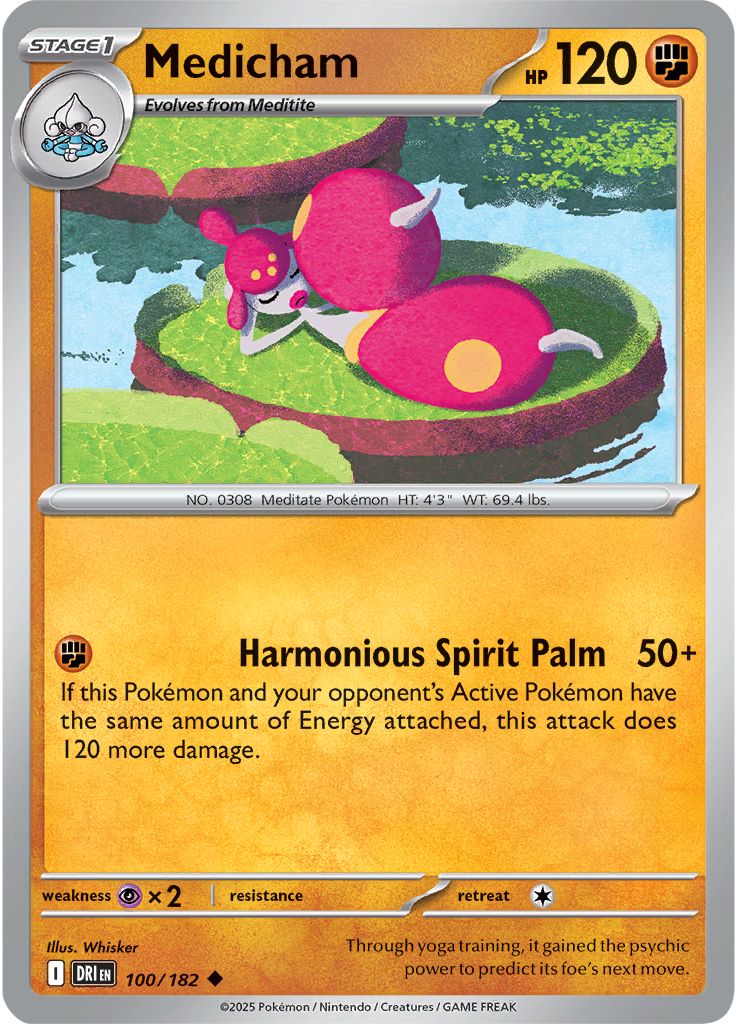 STAGE1
Medicham
HP 120
Evolves from Meditite
NO. 0308 Meditate Pokémon HT: 4'3" WT: 69.4 lbs.
Harmonious Spirit Palm 50+
If this Pokémon and your opponent's Active Pokémon have
the same amount of Energy attached, this attack does
120 more damage.
weakness ×2 resistance retreat
Illus. Whisker
Through yoga training, it gained the psychic
power to predict its foe's next move.
I DRI EN 100/182
©2025 Pokémon / Nintendo / Creatures / GAME FREAK